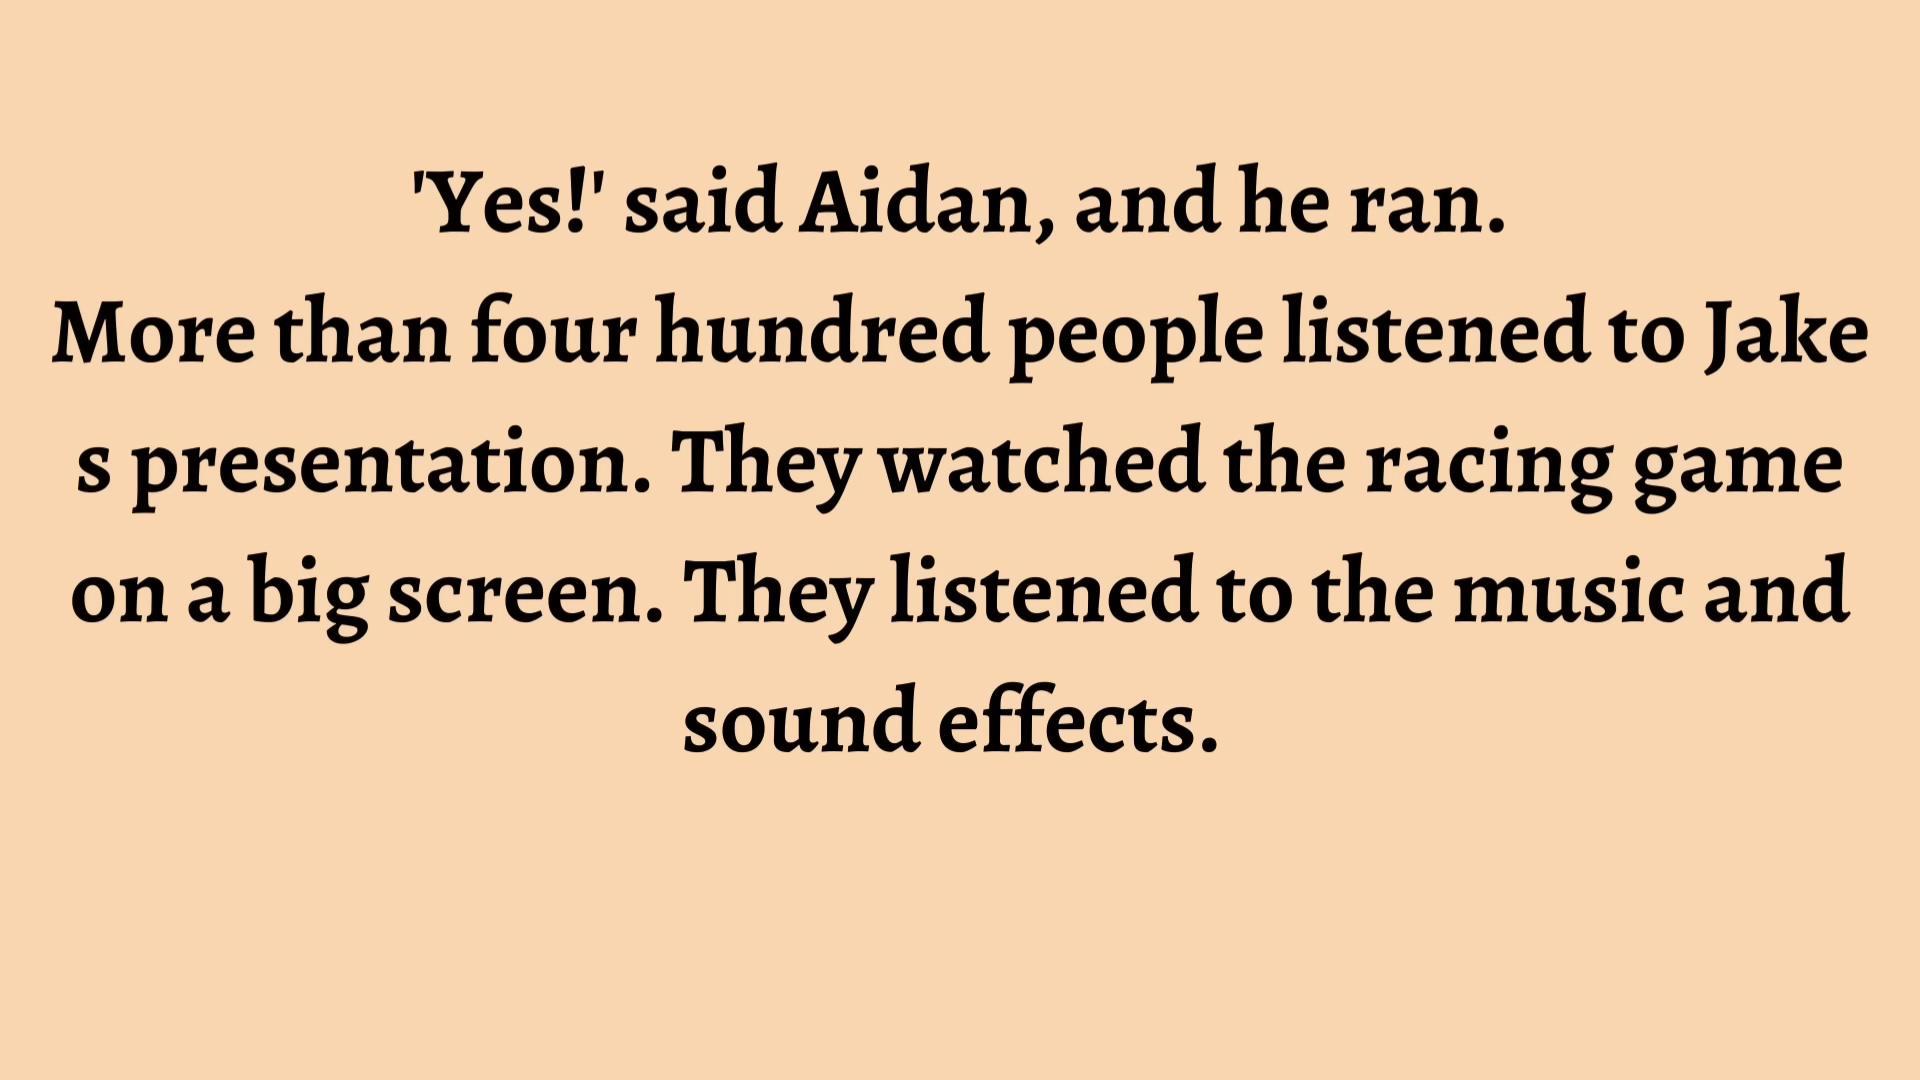 'Yes!' said Aidan, and he ran.
More than four hundred people listened to Jake
s presentation. They watched the racing game
on a big screen. They listened to the music and
sound effects.